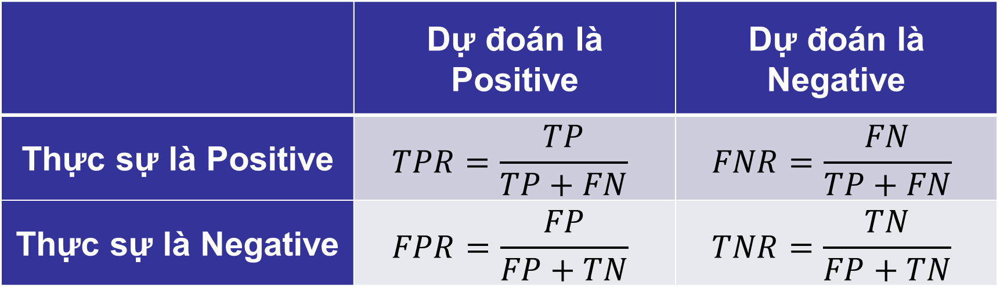 Dự đoán là
Positive
Dự đoán là
Negative
Thực sự là Positive
TPR = TP / (TP + FN)
FNR = FN / (TP + FN)
Thực sự là Negative
FPR = FP / (FP + TN)
TNR = TN / (FP + TN)